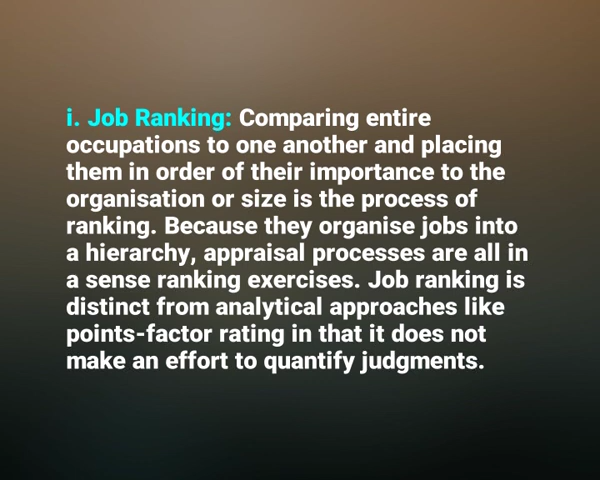 i. Job Ranking: Comparing entire
occupations to one another and placing
them in order of their importance to the
organisation or size is the process of
ranking. Because they organise jobs into
a hierarchy, appraisal processes are all in
a sense ranking exercises. Job ranking is
distinct from analytical approaches like
points-factor rating in that it does not
make an effort to quantify judgments.